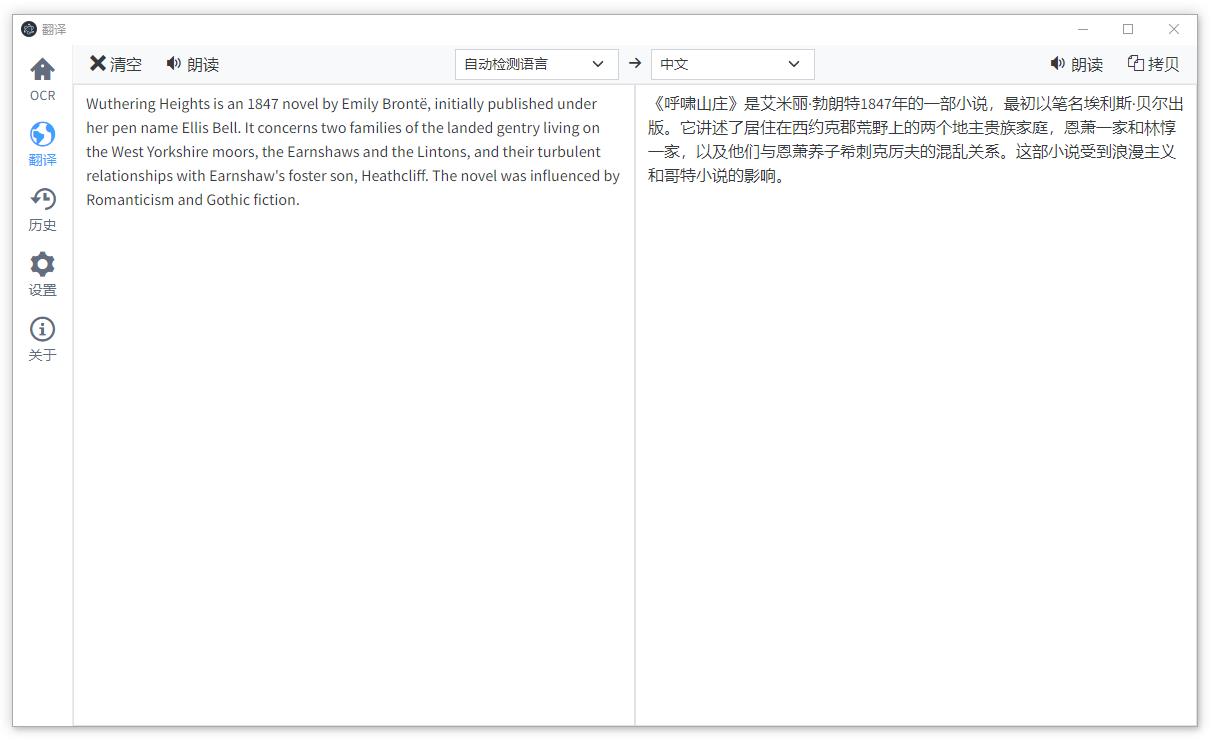 翻译
OCR
翻译
历史
设置
关于
清空
朗读
自动检测语言
中文
朗读
拷贝
Wuthering Heights is an 1847 novel by Emily Brontë, initially published under
her pen name Ellis Bell. It concerns two families of the landed gentry living on
the West Yorkshire moors, the Earnshaws and the Lintons, and their turbulent
relationships with Earnshaw's foster son, Heathcliff. The novel was influenced by
Romanticism and Gothic fiction.
《呼啸山庄》是艾米丽·勃朗特1847年的一部小说，最初以笔名埃利斯·贝尔出
版。它讲述了居住在西约克郡荒野上的两个地主贵族家庭，恩萧一家和林惇
一家，以及他们与恩萧养子希刺克厉夫的混乱关系。这部小说受到浪漫主义
和哥特小说的影响。